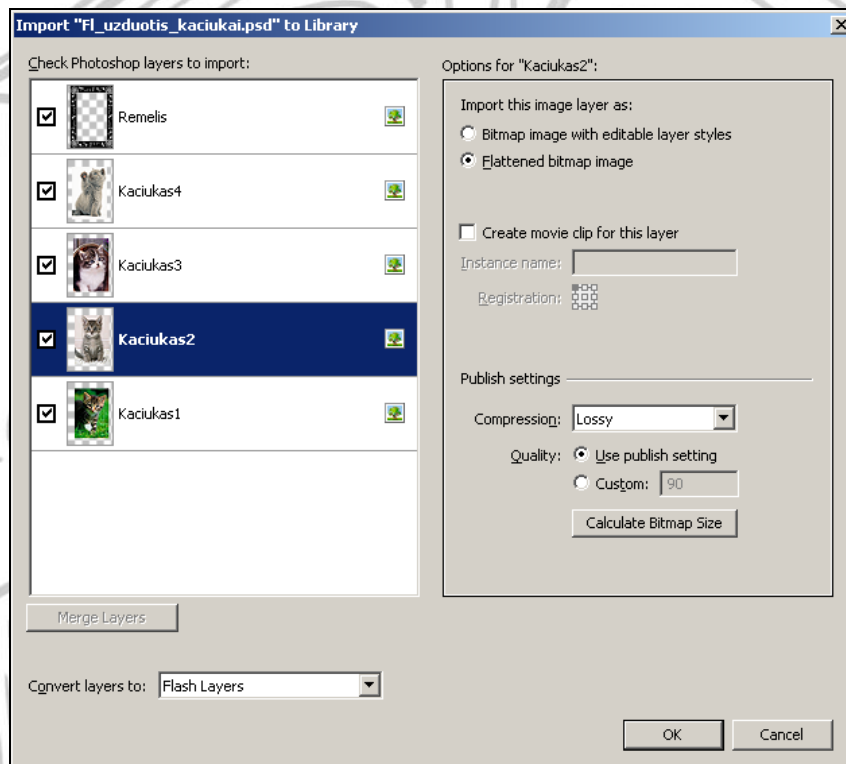 Import "Fl_uzduotis_kaciukai.psd" to Library
Check Photoshop layers to import:
Remelis
Kaciukas4
Kaciukas3
Kaciukas2
Kaciukas1
Merge Layers
Convert layers to: Flash Layers
Options for "Kaciukas2":
Import this image layer as:
Bitmap image with editable layer styles
Flattened bitmap image
Create movie clip for this layer
Instance name:
Registration:
Publish settings
Compression: Lossy
Quality: Use publish setting
Custom: 90
Calculate Bitmap Size
OK Cancel